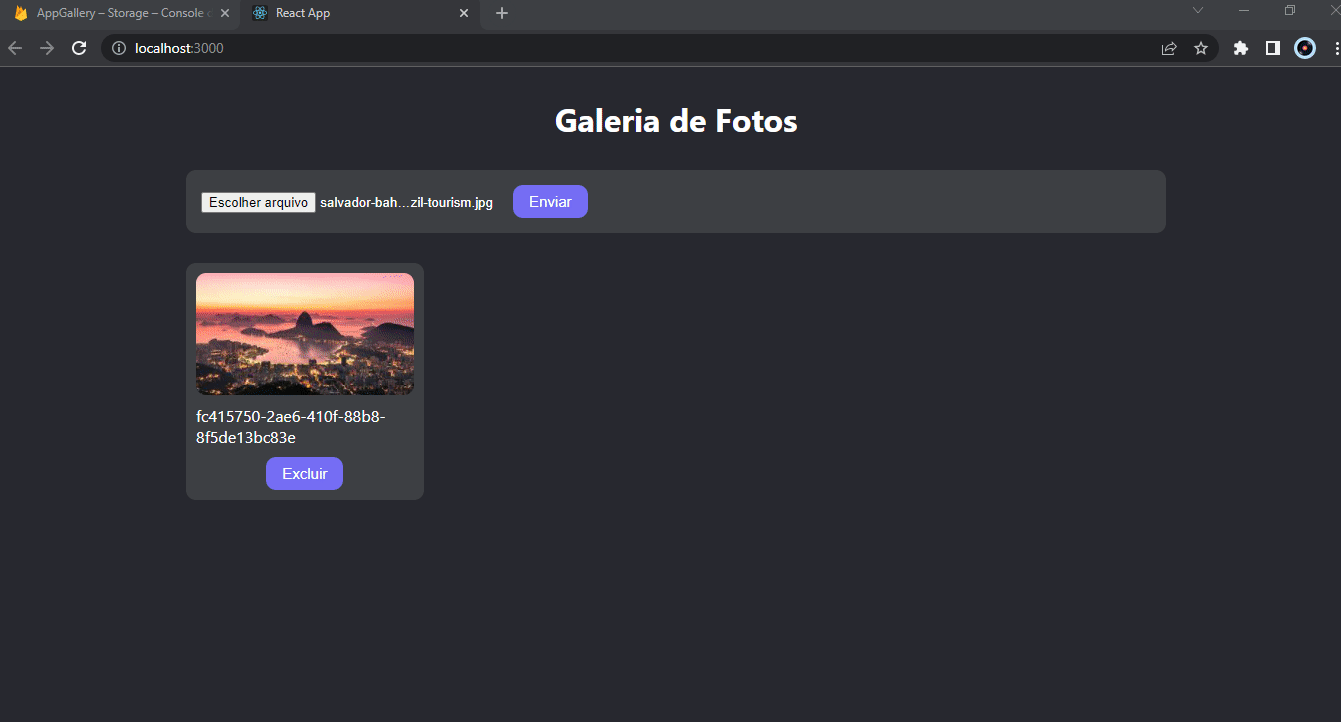 AppGallery – Storage – Console
React App
localhost:3000
Galeria de Fotos
Escolher arquivo salvador-bah...zil-tourism.jpg Enviar
fc415750-2ae6-410f-88b8-
8f5de13bc83e
Excluir